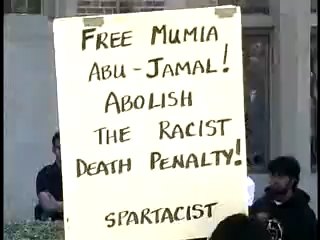 FREE MUMIA
ABU-JAMAL!
ABOLISH
THE RACIST
DEATH PENALTY!
SPARTACIST